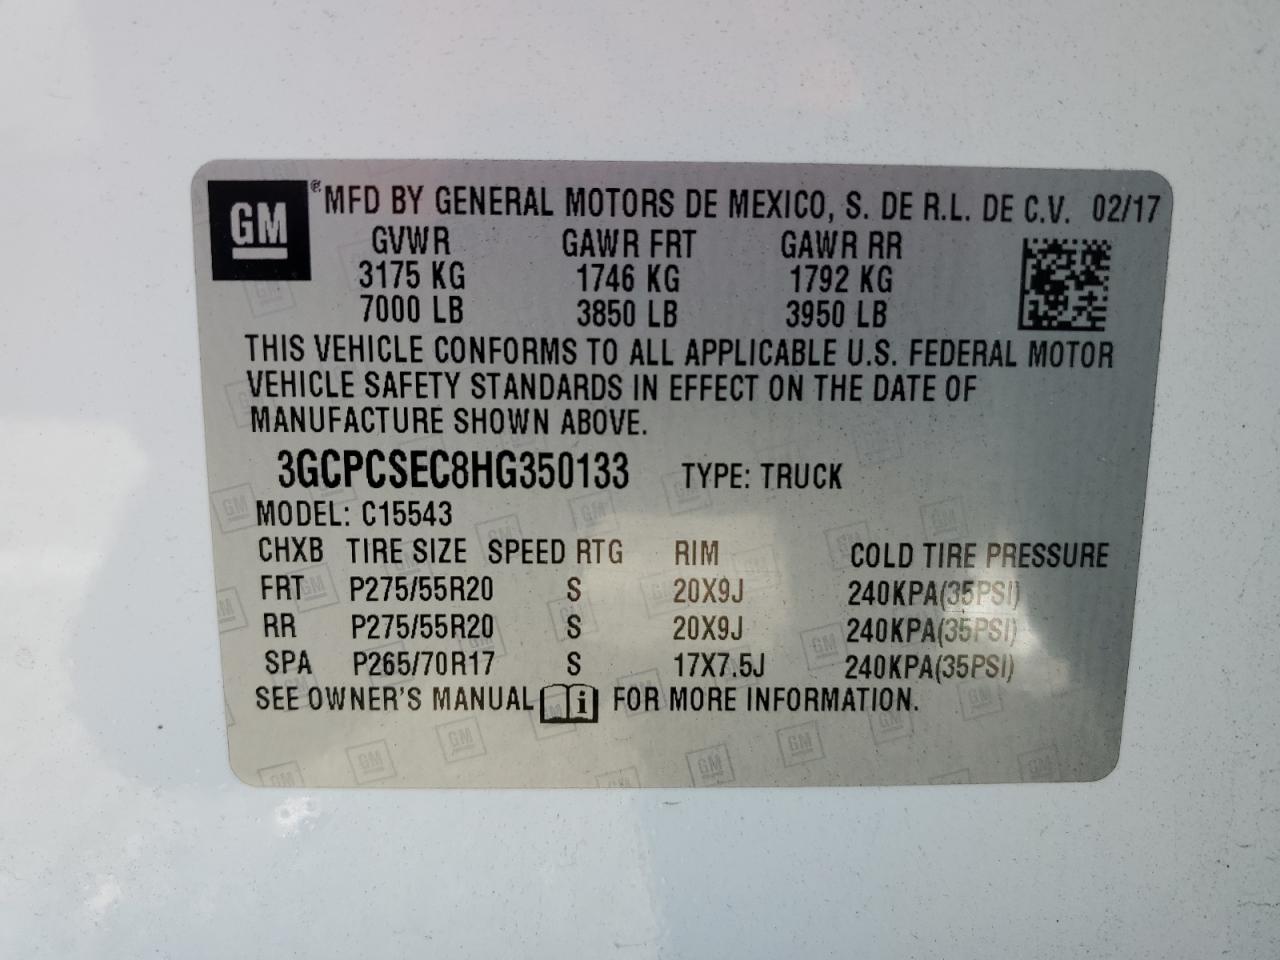 GM
® MFD BY GENERAL MOTORS DE MEXICO, S. DE R.L. DE C.V. 02/17
GVWR GAWR FRT GAWR RR
3175 KG 1746 KG 1792 KG
7000 LB 3850 LB 3950 LB
THIS VEHICLE CONFORMS TO ALL APPLICABLE U.S. FEDERAL MOTOR
VEHICLE SAFETY STANDARDS IN EFFECT ON THE DATE OF
MANUFACTURE SHOWN ABOVE.
3GCPCSEC8HG350133 TYPE: TRUCK
MODEL: C15543
CHXB TIRE SIZE SPEED RTG RIM COLD TIRE PRESSURE
FRT P275/55R20 S 20X9J 240KPA(35PSI)
RR P275/55R20 S 20X9J 240KPA(35PSI)
SPA P265/70R17 S 17X7.5J 240KPA(35PSI)
SEE OWNER'S MANUAL i FOR MORE INFORMATION.